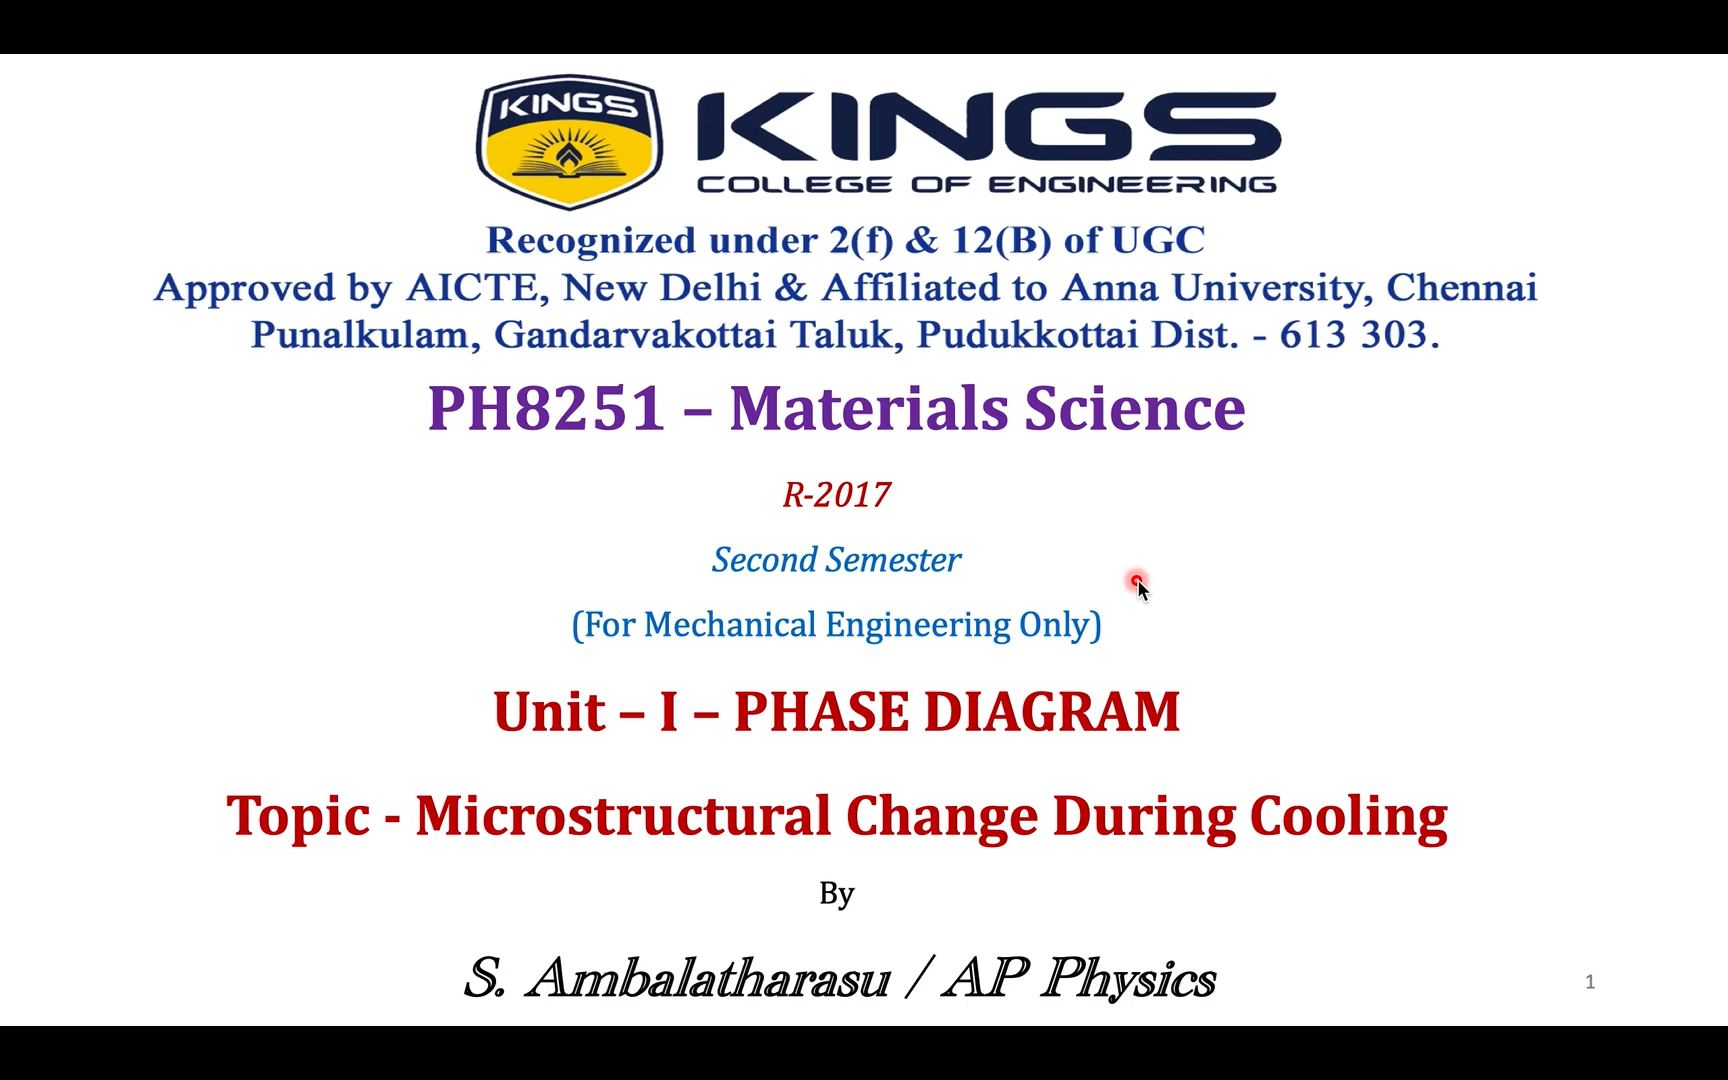 KINGS
KINGS
COLLEGE OF ENGINEERING
Recognized under 2(f) & 12(B) of UGC
Approved by AICTE, New Delhi & Affiliated to Anna University, Chennai
Punalkulam, Gandarvakottai Taluk, Pudukkottai Dist. - 613 303.
PH8251 – Materials Science
R-2017
Second Semester
(For Mechanical Engineering Only)
Unit – I – PHASE DIAGRAM
Topic - Microstructural Change During Cooling
By
S. Ambalatharasu / AP Physics
1